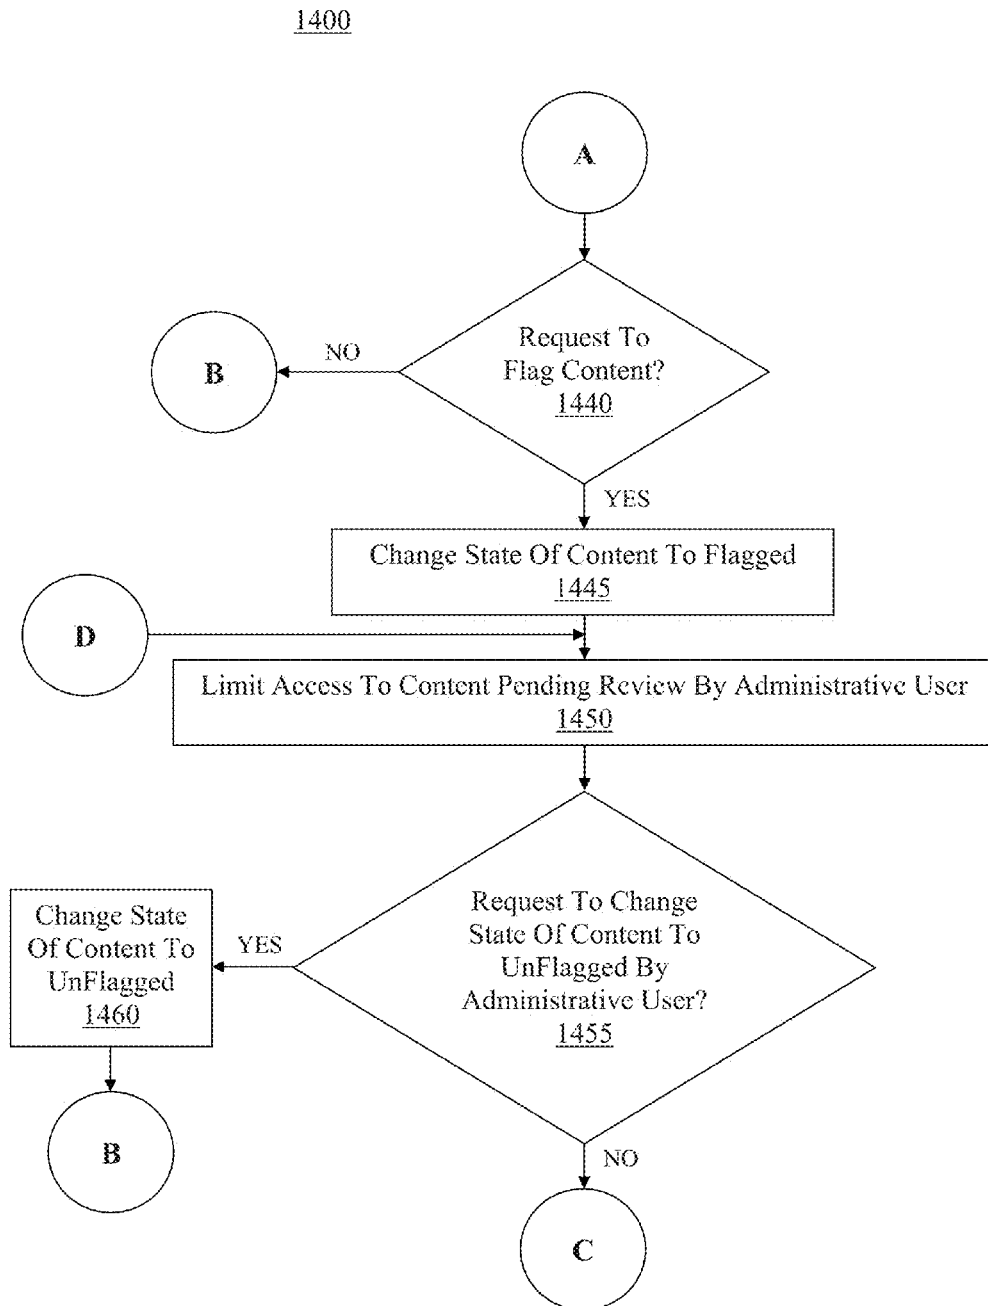 1400
A
Request To
Flag Content?
1440
NO
B
YES
Change State Of Content To Flagged
1445
D
Limit Access To Content Pending Review By Administrative User
1450
Request To Change
State Of Content To
UnFlagged By
Administrative User?
1455
YES
Change State
Of Content To
UnFlagged
1460
B
NO
C